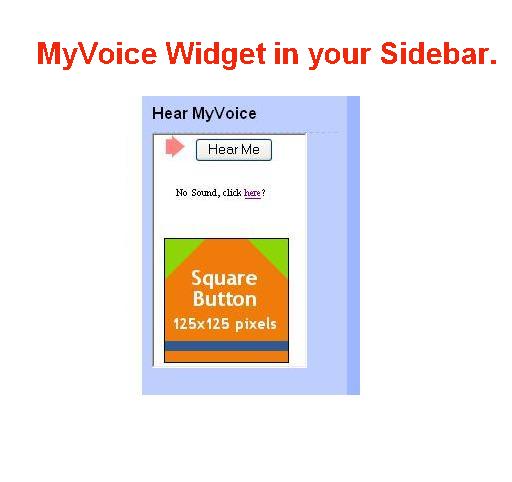 MyVoice Widget in your Sidebar.
Hear MyVoice
Hear Me
No Sound, click here?
Square
Button
125x125 pixels